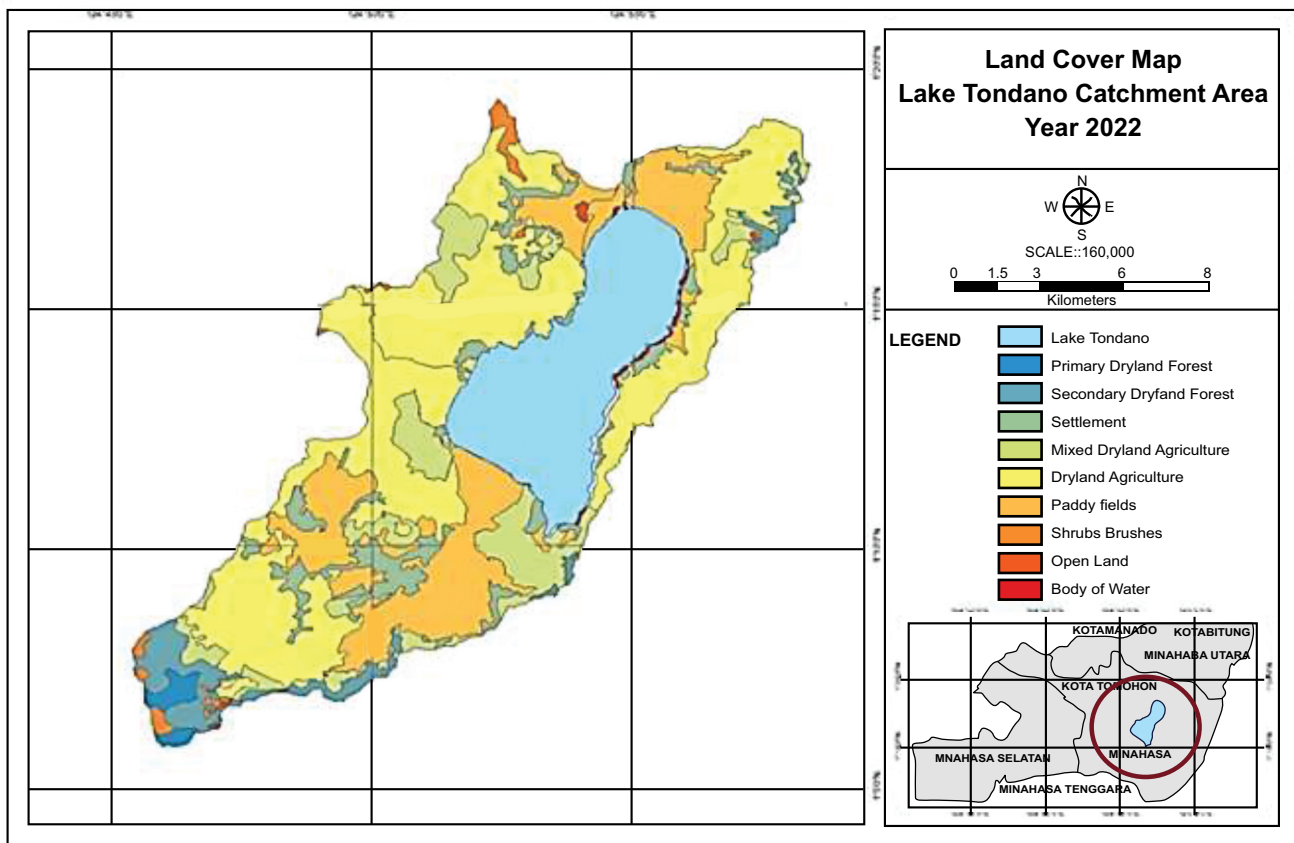 Land Cover Map
Lake Tondano Catchment Area
Year 2022
N
W E
S
SCALE::160,000
0 1.5 3 6 8
Kilometers
LEGEND
Lake Tondano
Primary Dryland Forest
Secondary Dryfand Forest
Settlement
Mixed Dryland Agriculture
Dryland Agriculture
Paddy fields
Shrubs Brushes
Open Land
Body of Water
KOTAMANADO
KOTABITUNG
MINAHABA UTARA
KOTA TOMOHON
MINAHASA
MNAHASA SELATAN
MINAHASA TENGGARA